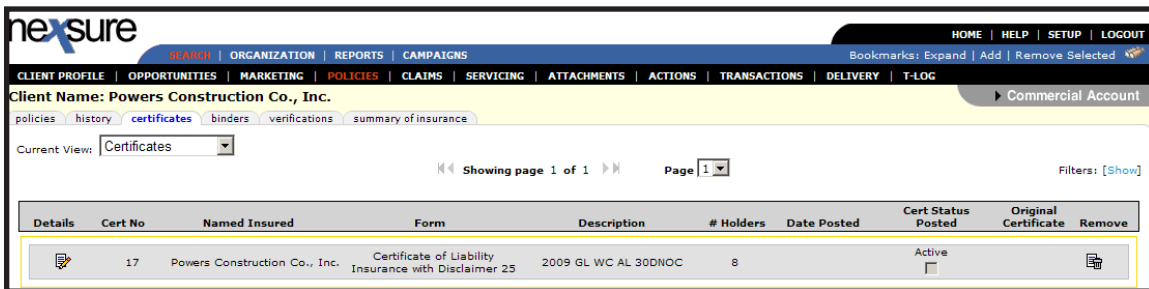 nexsure
HOME | HELP | SETUP | LOGOUT
SEARCH | ORGANIZATION | REPORTS | CAMPAIGNS
Bookmarks: Expand | Add | Remove Selected
CLIENT PROFILE | OPPORTUNITIES | MARKETING | POLICIES | CLAIMS | SERVICING | ATTACHMENTS | ACTIONS | TRANSACTIONS | DELIVERY | T-LOG
Client Name: Powers Construction Co., Inc.
Commercial Account
policies history certificates binders verifications summary of insurance
Current View: Certificates
Showing page 1 of 1 Page 1
Filters: [Show]
Details Cert No Named Insured Form Description # Holders Date Posted Cert Status Posted Original Certificate Remove
17 Powers Construction Co., Inc. Certificate of Liability Insurance with Disclaimer 25 2009 GL WC AL 30DNOC 8 Active